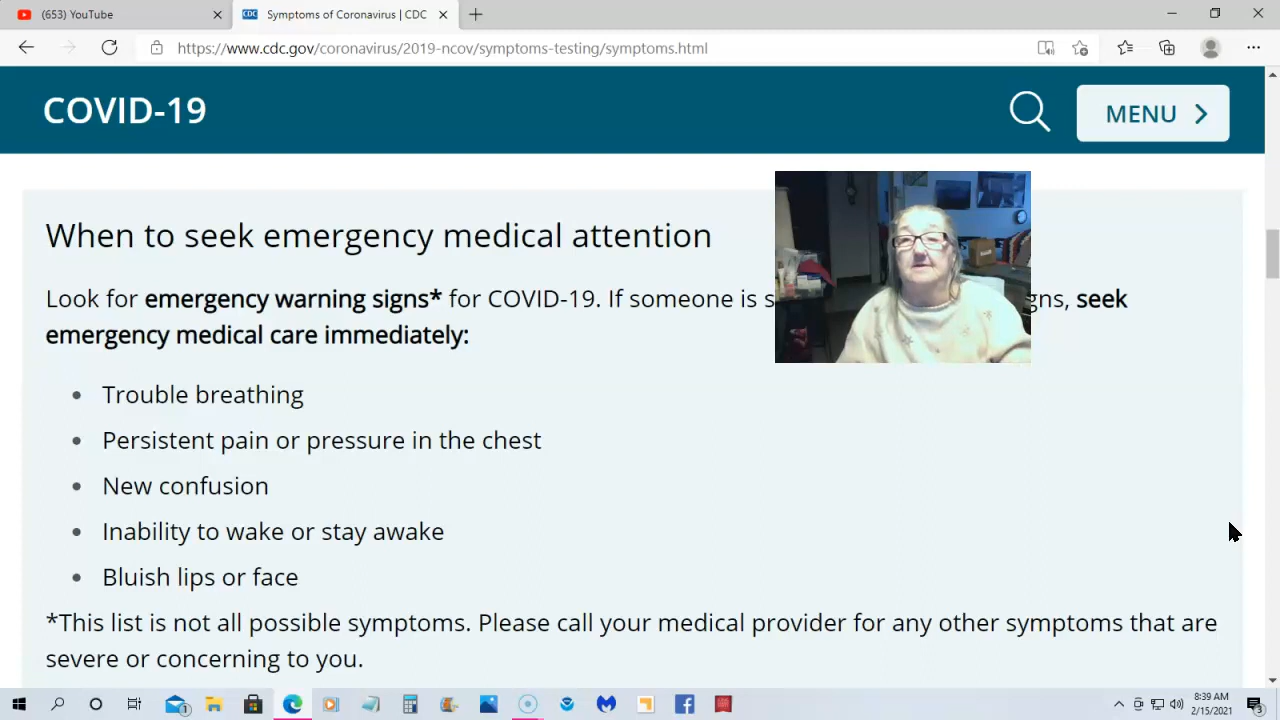 (653) YouTube
Symptoms of Coronavirus | CDC
https://www.cdc.gov/coronavirus/2019-ncov/symptoms-testing/symptoms.html
COVID-19
MENU
When to seek emergency medical attention
Look for emergency warning signs* for COVID-19. If someone is s gns, seek
emergency medical care immediately:
Trouble breathing
Persistent pain or pressure in the chest
New confusion
Inability to wake or stay awake
Bluish lips or face
*This list is not all possible symptoms. Please call your medical provider for any other symptoms that are
severe or concerning to you.
8:39 AM
2/15/2021